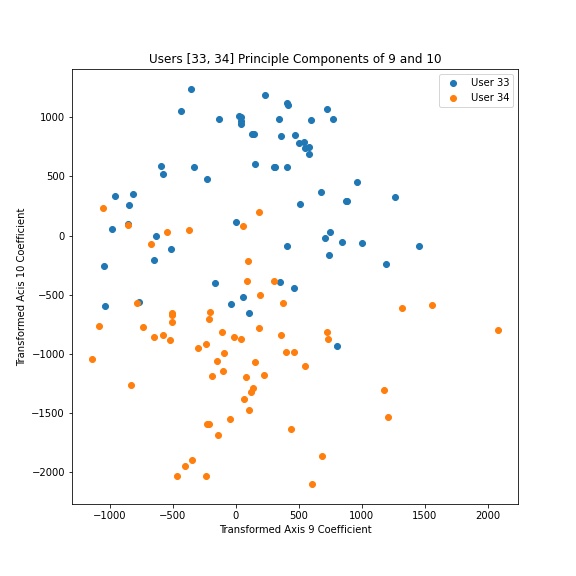 Users [33, 34] Principle Components of 9 and 10
User 33
User 34
Transformed Acis 10 Coefficient
1000
500
0
−500
−1000
−1500
−2000
−1000
−500
0
500
1000
1500
2000
Transformed Axis 9 Coefficient